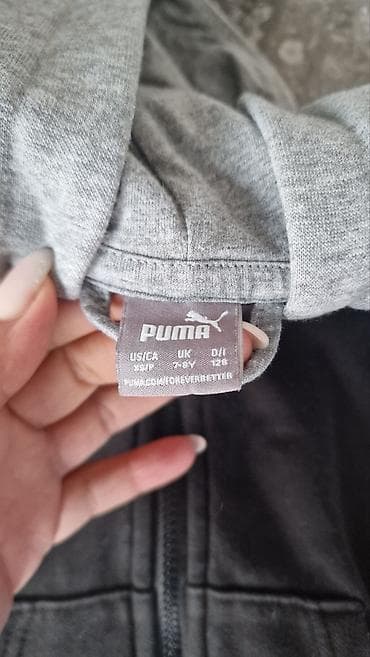 PUMA
US/CA UK D/I
XS/P 7-8Y 128
PUMA.COM/FOREVERBETTER